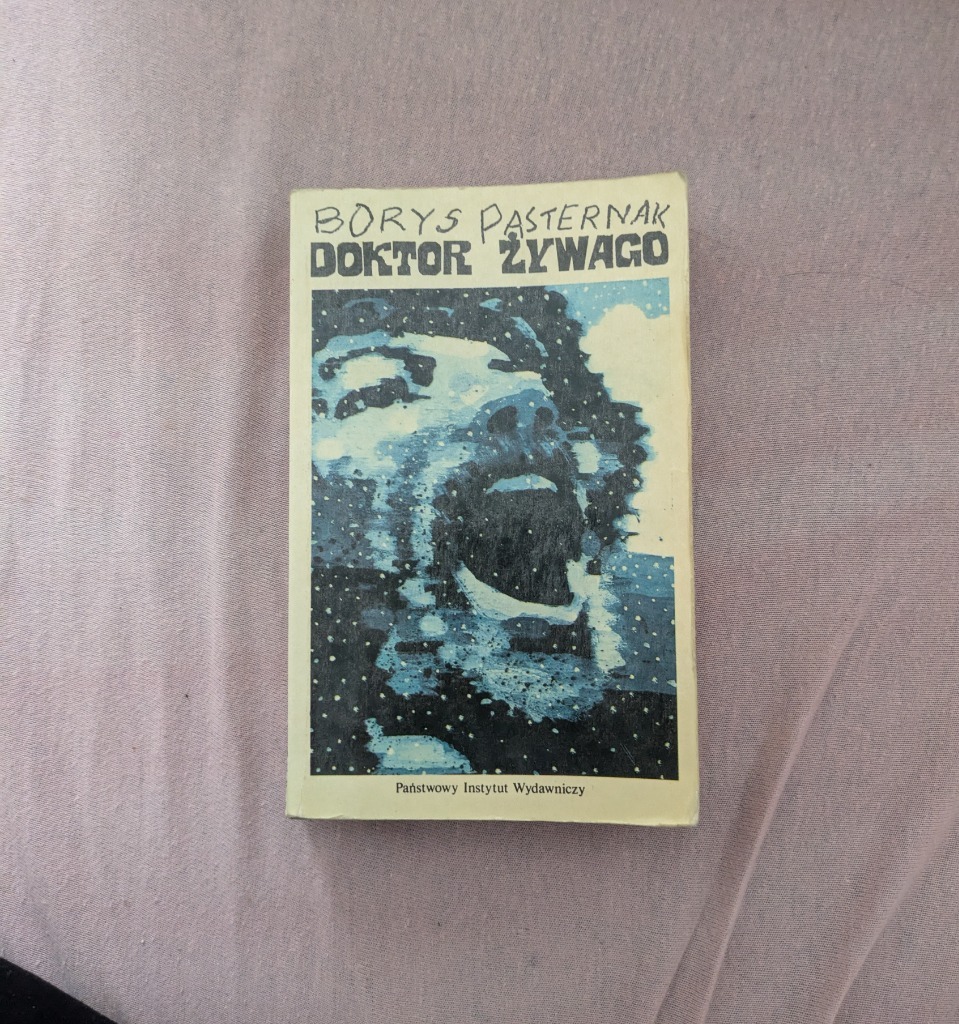 BORYS PASTERNAK
DOKTOR ŻYWAGO
Państwowy Instytut Wydawniczy